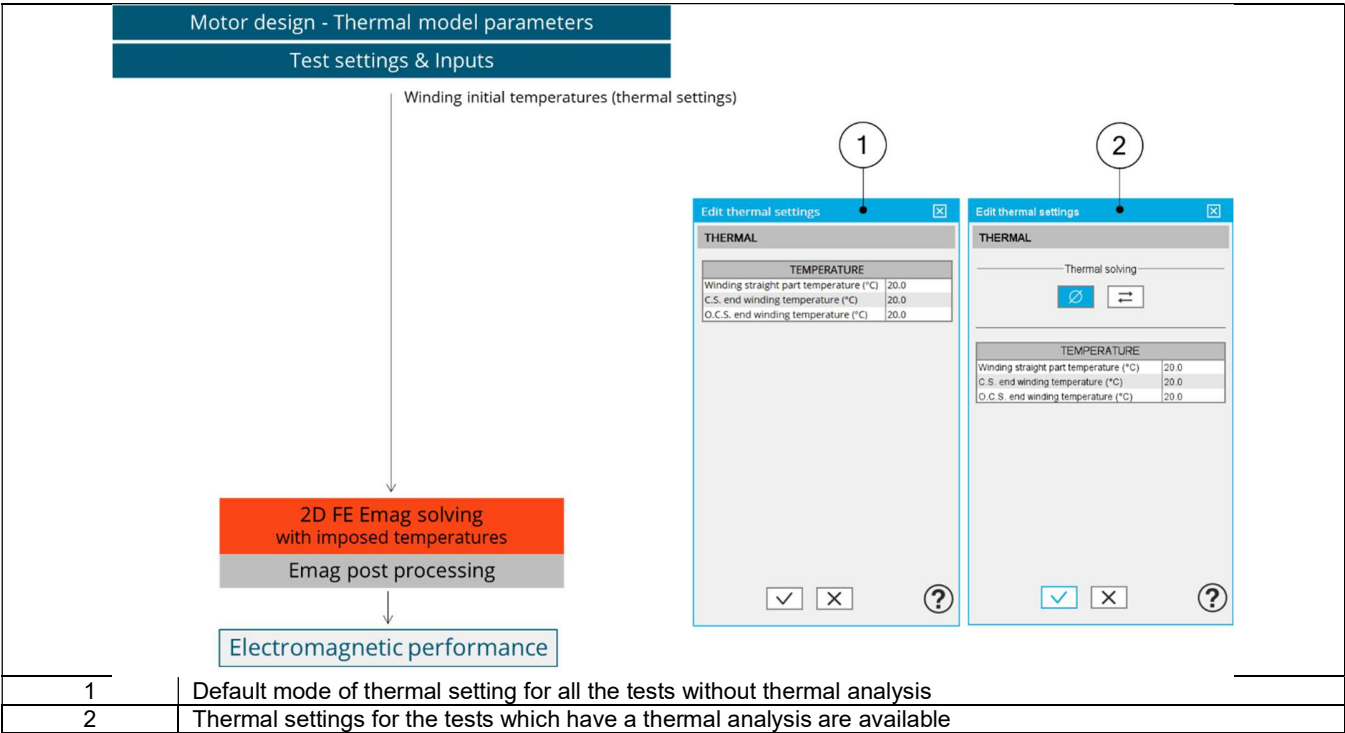 Motor design - Thermal model parameters
Test settings & Inputs
Winding initial temperatures (thermal settings)
1
2
Edit thermal settings
THERMAL
TEMPERATURE
Winding straight part temperature (°C) 20.0
C.S. end winding temperature (°C) 20.0
O.C.S. end winding temperature (°C) 20.0
?
Edit thermal settings
THERMAL
Thermal solving
TEMPERATURE
Winding straight part temperature (°C) 20.0
C.S. end winding temperature (°C) 20.0
O.C.S. end winding temperature (°C) 20.0
?
2D FE Emag solving
with imposed temperatures
Emag post processing
Electromagnetic performance
1 Default mode of thermal setting for all the tests without thermal analysis
2 Thermal settings for the tests which have a thermal analysis are available